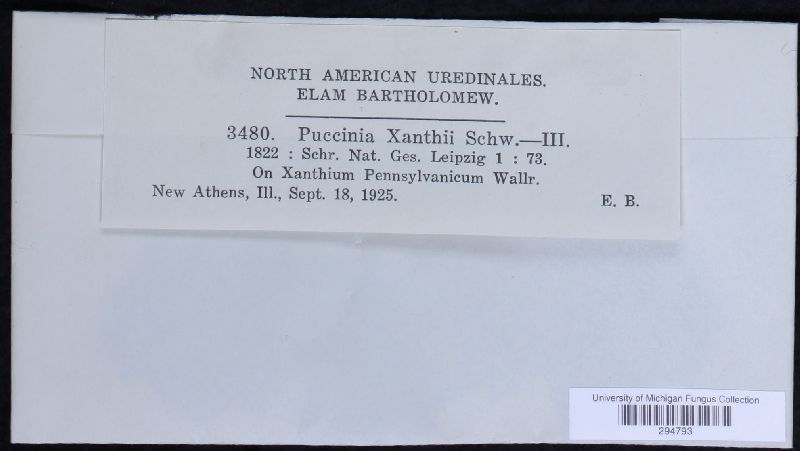 NORTH AMERICAN UREDINALES.
ELAM BARTHOLOMEW.
3480. Puccinia Xanthii Schw.—III.
1822 : Schr. Nat. Ges. Leipzig 1 : 73.
On Xanthium Pennsylvanicum Wallr.
New Athens, Ill., Sept. 18, 1925. E. B.
University of Michigan Fungus Collection
294793